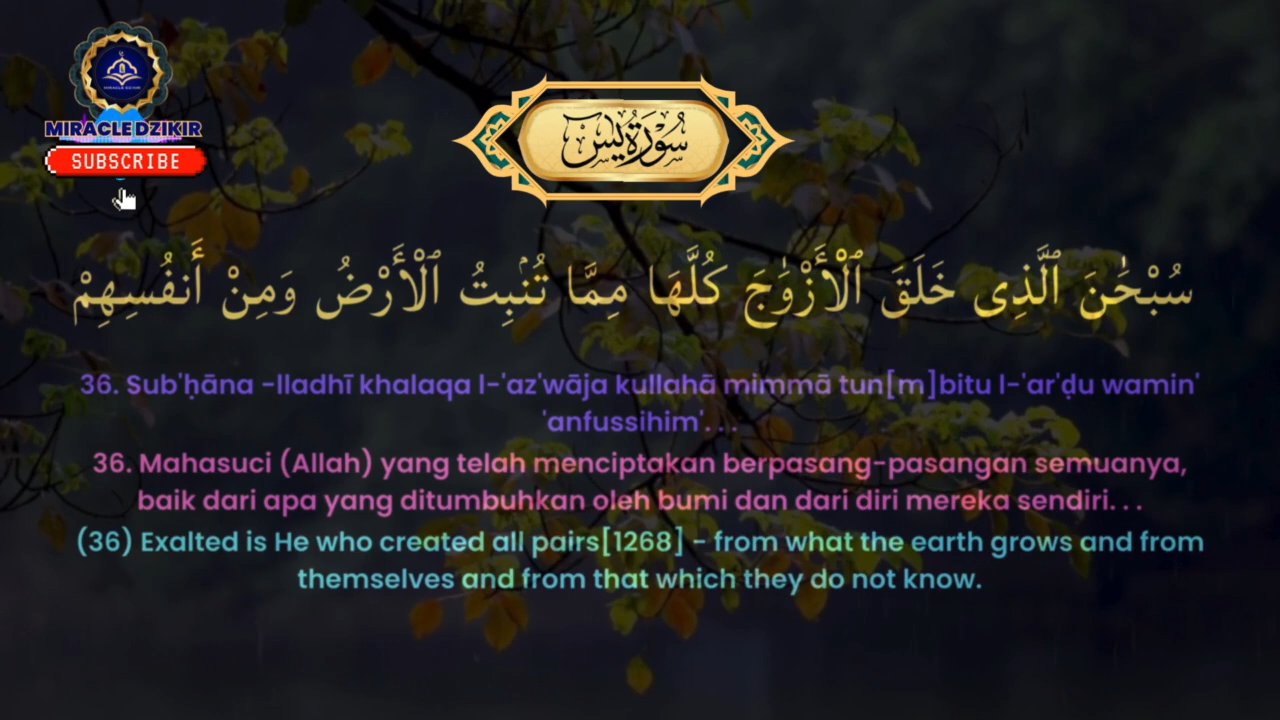 MIRACLE DZIKIR
MIRACLE DZIKIR
SUBSCRIBE
سُوْرَةُ يٰسٓ
سُبْحَٰنَ ٱلَّذِى خَلَقَ ٱلْأَزْوَٰجَ كُلَّهَا مِمَّا تُنۢبِتُ ٱلْأَرْضُ وَمِنْ أَنفُسِهِمْ
36. Sub'ḥāna -lladhī khalaqa l-'az'wāja kullahā mimmā tun[m]bitu l-'ar'ḍu wamin'
'anfussihim'. . .
36. Mahasuci (Allah) yang telah menciptakan berpasang-pasangan semuanya,
baik dari apa yang ditumbuhkan oleh bumi dan dari diri mereka sendiri. . .
(36) Exalted is He who created all pairs[1268] - from what the earth grows and from
themselves and from that which they do not know.